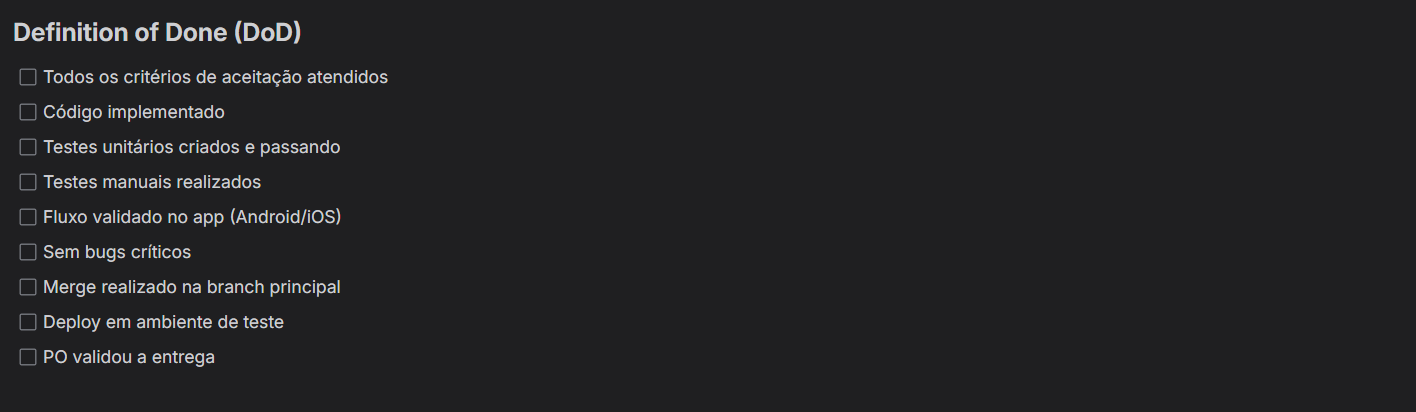 Definition of Done (DoD)
Todos os critérios de aceitação atendidos
Código implementado
Testes unitários criados e passando
Testes manuais realizados
Fluxo validado no app (Android/iOS)
Sem bugs críticos
Merge realizado na branch principal
Deploy em ambiente de teste
PO validou a entrega